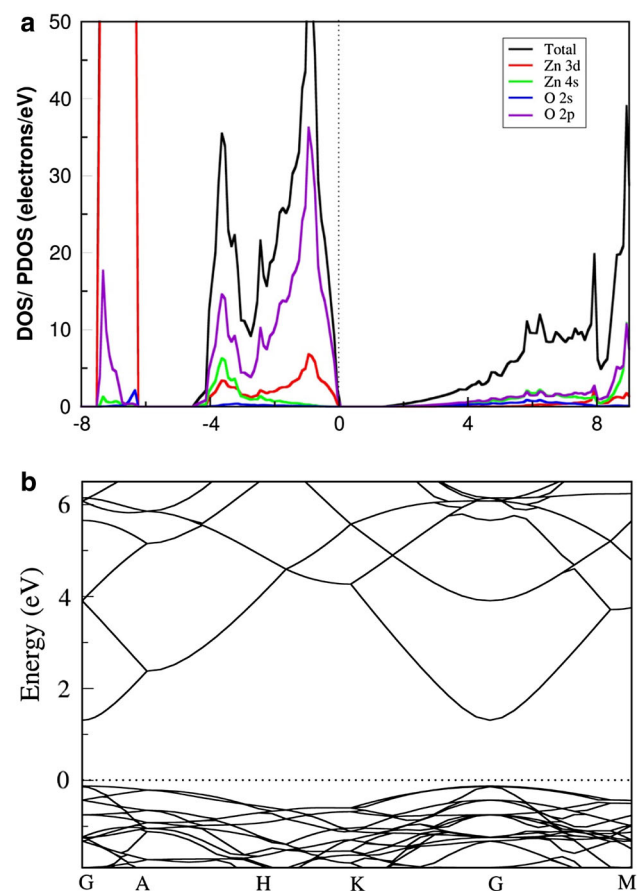 a
50
40
30
20
10
0
DOS/ PDOS (electrons/eV)
Total
Zn 3d
Zn 4s
O 2s
O 2p
-8 -4 0 4 8
b
6
4
2
0
Energy (eV)
G A H K G M